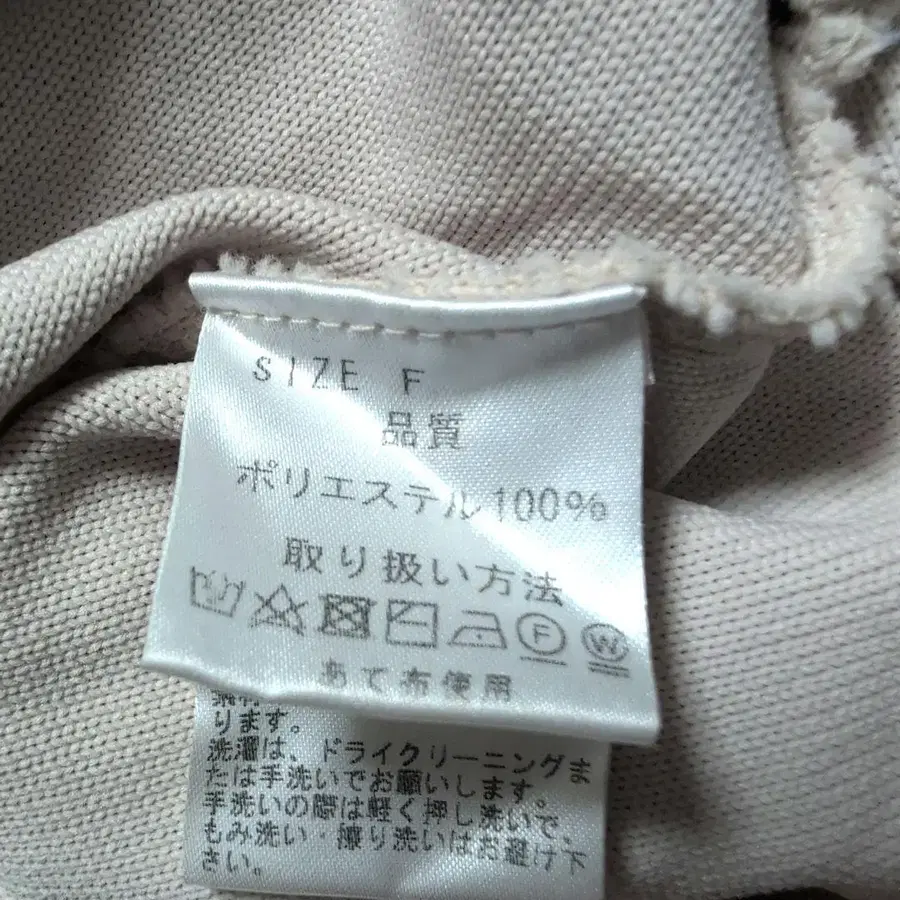 SIZE F
品質
ポリエステル100%
取り扱い方法
F W
あて布使用
ります。
洗濯は、ドライクリーニングま
たは手洗いでお願いします。
手洗いの際は軽く押し洗いで、
もみ洗い・擦り洗いはお避け下
さい。